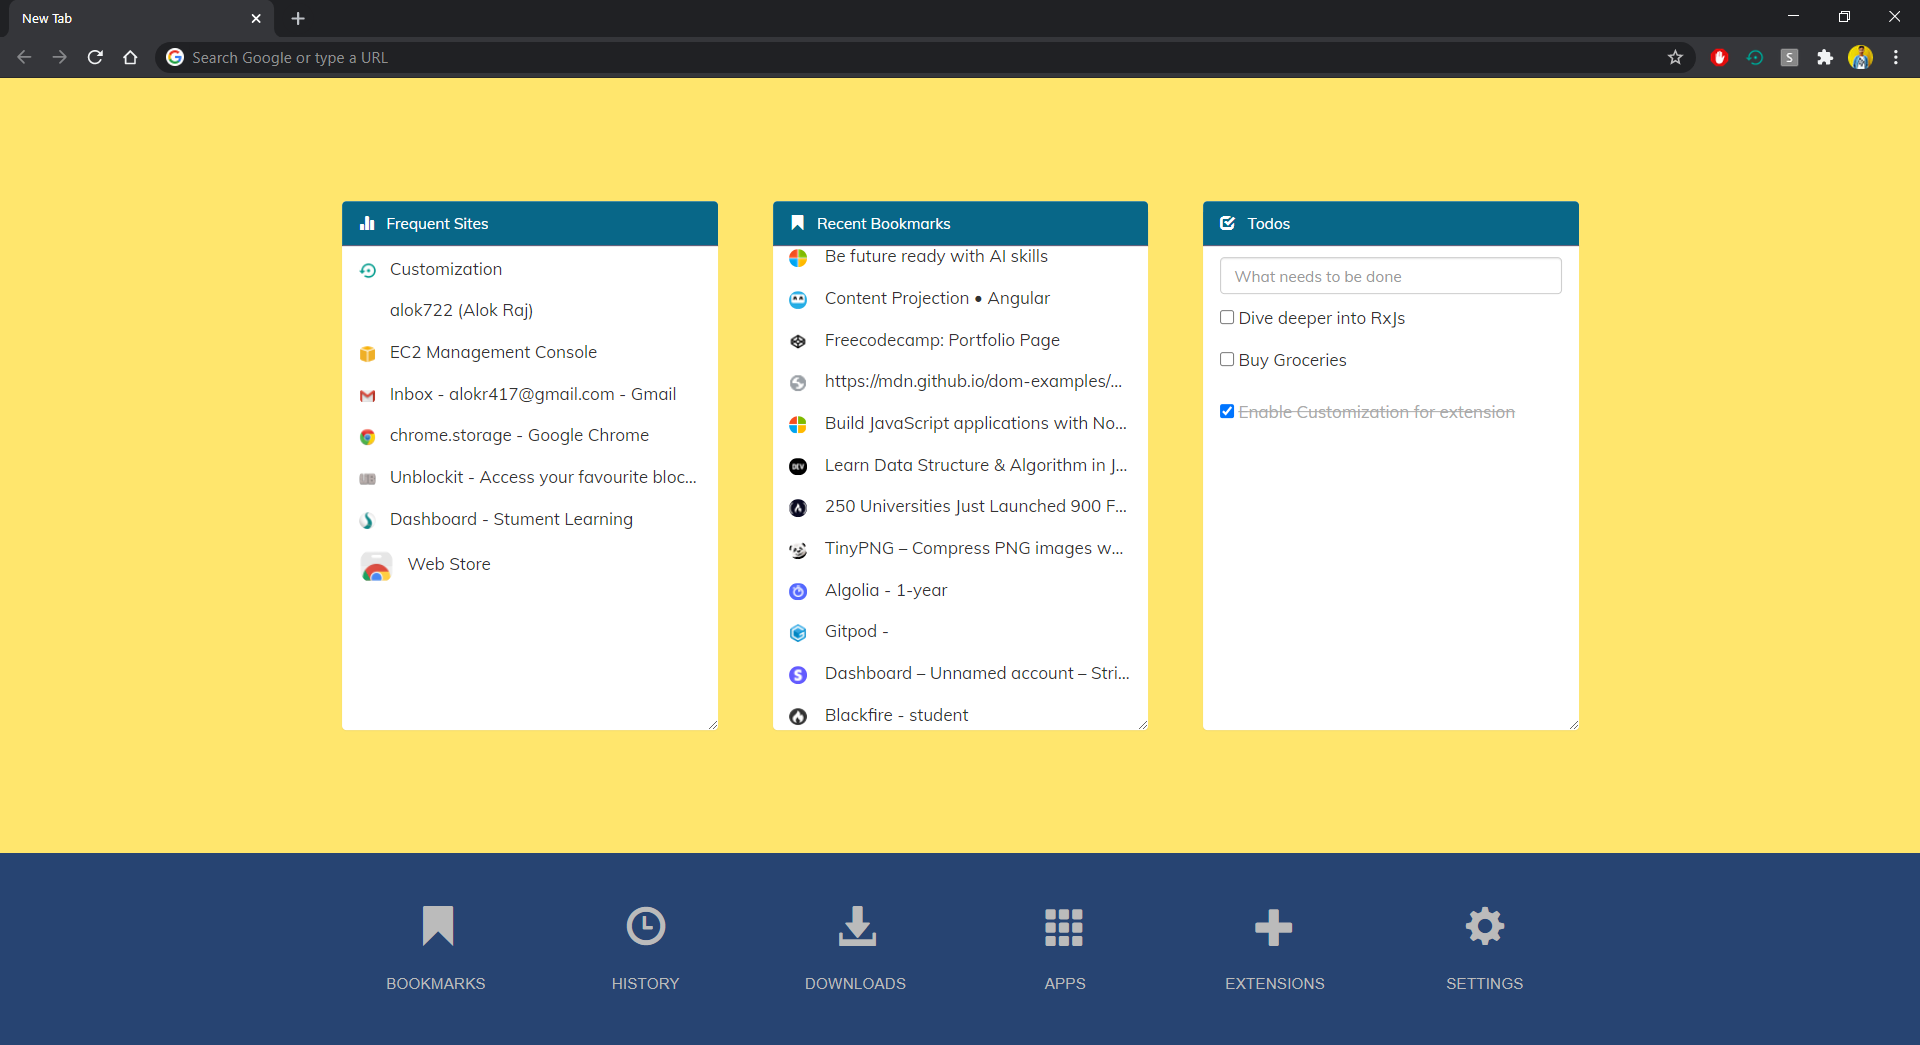 New Tab
Search Google or type a URL
S
Frequent Sites
Customization
alok722 (Alok Raj)
EC2 Management Console
Inbox - alokr417@gmail.com - Gmail
chrome.storage - Google Chrome
Unblockit - Access your favourite bloc...
Dashboard - Stument Learning
Web Store
Recent Bookmarks
Be future ready with AI skills
Content Projection • Angular
Freecodecamp: Portfolio Page
https://mdn.github.io/dom-examples/...
Build JavaScript applications with No...
DEV
Learn Data Structure & Algorithm in J...
250 Universities Just Launched 900 F...
TinyPNG – Compress PNG images w...
Algolia - 1-year
Gitpod -
S
Dashboard – Unnamed account – Stri...
Blackfire - student
Todos
What needs to be done
Dive deeper into RxJs
Buy Groceries
Enable Customization for extension
BOOKMARKS
HISTORY
DOWNLOADS
APPS
EXTENSIONS
SETTINGS